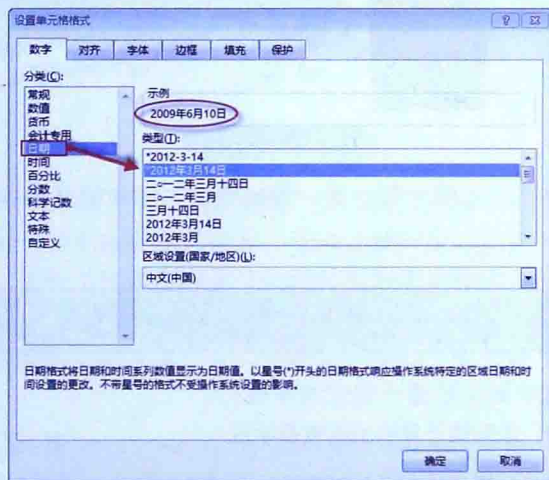 设置单元格格式
数字 对齐 字体 边框 填充 保护
分类(C):
常规
数值
货币
会计专用
日期
时间
百分比
分数
科学记数
文本
特殊
自定义
示例
2009年6月10日
类型(T):
*2012-3-14
*2012年3月14日
二○一二年三月十四日
二○一二年三月
三月十四日
2012年3月14日
2012年3月
区域设置(国家/地区)(L):
中文(中国)
日期格式将日期和时间系列数值显示为日期值。以星号(*)开头的日期格式响应操作系统特定的区域日期和时
间设置的更改。不带星号的格式不受操作系统设置的影响。
确定 取消